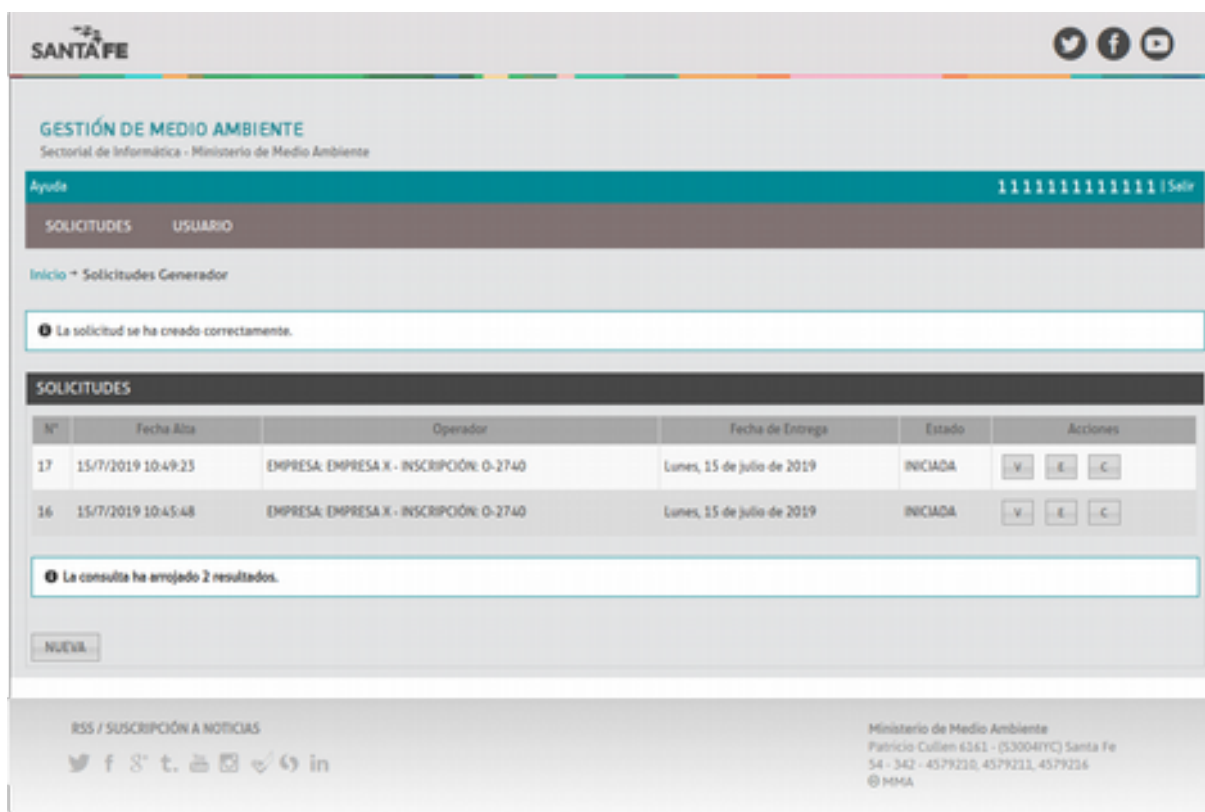 SANTA FE
GESTIÓN DE MEDIO AMBIENTE
Sectorial de Informática - Ministerio de Medio Ambiente
Ayuda 1111111111111 | Salir
SOLICITUDES USUARIO
Inicio → Solicitudes Generador
La solicitud se ha creado correctamente.
SOLICITUDES
N° Fecha Alta Operador Fecha de Entrega Estado Acciones
17 15/7/2019 10:49:23 EMPRESA: EMPRESA X - INSCRIPCIÓN: O-2740 Lunes, 15 de julio de 2019 INICIADA V E C
16 15/7/2019 10:45:48 EMPRESA: EMPRESA X - INSCRIPCIÓN: O-2740 Lunes, 15 de julio de 2019 INICIADA V E C
La consulta ha arrojado 2 resultados.
NUEVA
RSS / SUSCRIPCIÓN A NOTICIAS
Ministerio de Medio Ambiente
Patricio Cullen 6161 - (S3004IYC) Santa Fe
54 - 342 - 4579210, 4579211, 4579216
MMA